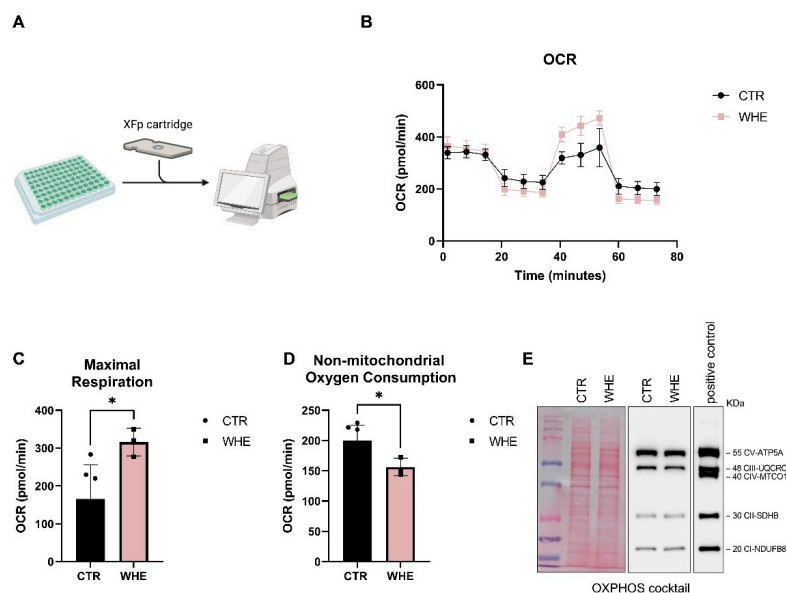 A
XFp cartridge
B
OCR
OCR (pmol/min)
600
400
200
0
0
20
40
60
80
Time (minutes)
CTR
WHE
C
Maximal
Respiration
*
OCR (pmol/min)
400
300
200
100
0
CTR
WHE
CTR
WHE
D
Non-mitochondrial
Oxygen Consumption
*
OCR (pmol/min)
250
200
150
100
50
0
CTR
WHE
CTR
WHE
E
CTR
WHE
CTR
WHE
positive control
KDa
55 CV-ATP5A
48 CIII-UQCRC
40 CIV-MTCO1
30 CII-SDHB
20 CI-NDUFB8
OXPHOS cocktail